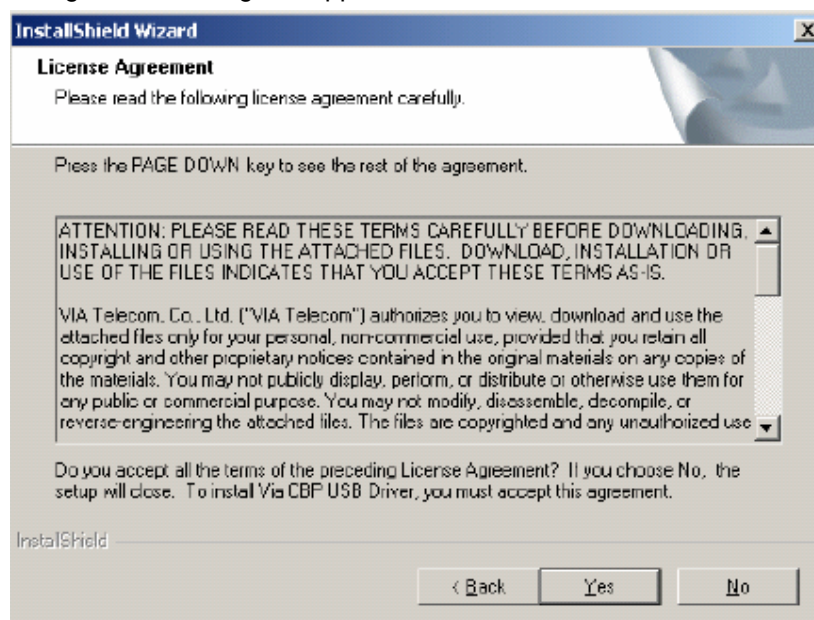 InstallShield Wizard
License Agreement
Please read the following license agreement carefully.
Press the PAGE DOWN key to see the rest of the agreement.
ATTENTION: PLEASE READ THESE TERMS CAREFULLY BEFORE DOWNLOADING,
INSTALLING OR USING THE ATTACHED FILES. DOWNLOAD, INSTALLATION OR
USE OF THE FILES INDICATES THAT YOU ACCEPT THESE TERMS AS-IS.
VIA Telecom. Co., Ltd. ("VIA Telecom") authorizes you to view, download and use the
attached files only for your personal, non-commercial use, provided that you retain all
copyright and other proprietary notices contained in the original materials on any copies of
the materials. You may not publicly display, perform, or distribute or otherwise use them for
any public or commercial purpose. You may not modify, disassemble, decompile, or
reverse-engineering the attached files. The files are copyrighted and any unauthorized use
Do you accept all the terms of the preceding License Agreement? If you choose No, the
setup will close. To install Via CBP USB Driver, you must accept this agreement.
InstallShield
< Back Yes No